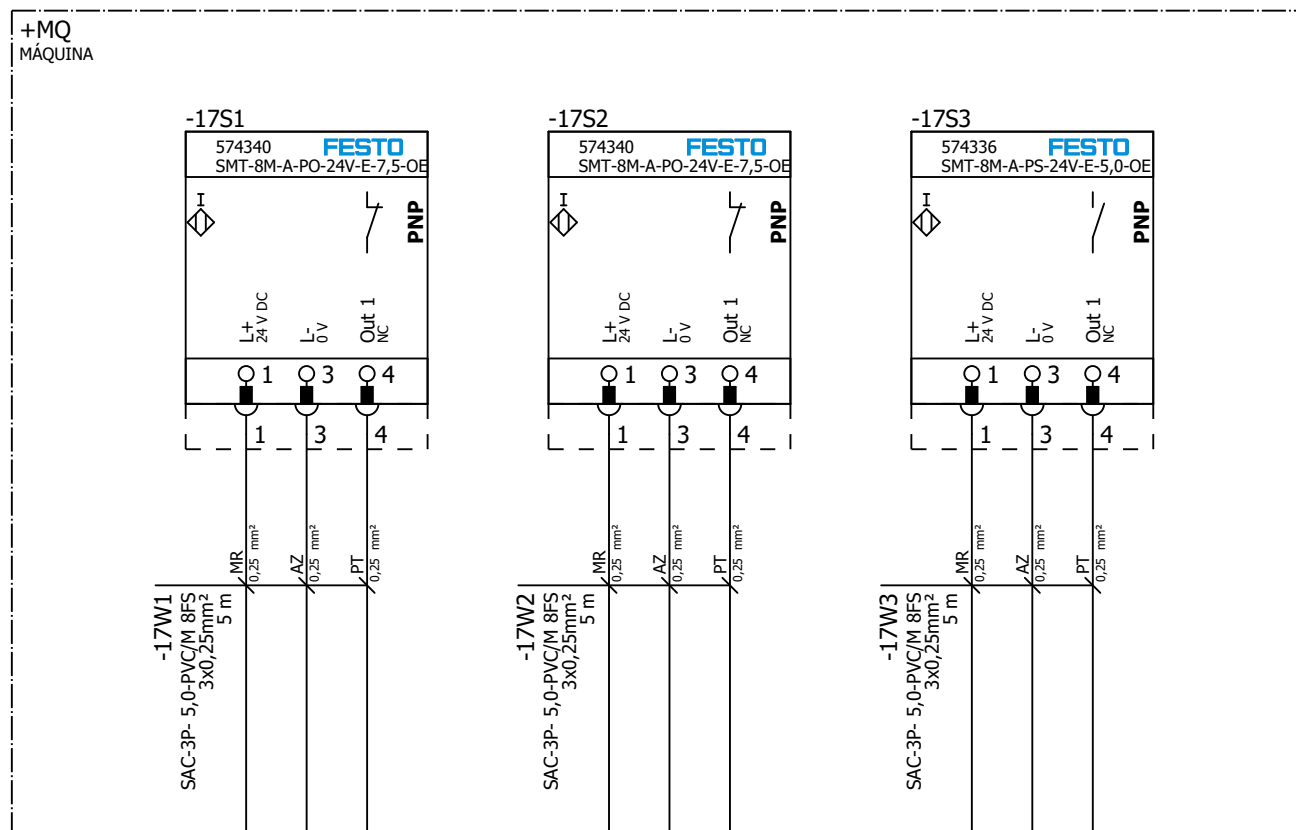 +MQ
MÁQUINA
-17S1
574340 FESTO
SMT-8M-A-PO-24V-E-7,5-OE
I
PNP
L+
24 V DC
L-
0 V
Out 1
NC
1 3 4
1 3 4
MR
0,25 mm²
AZ
0,25 mm²
PT
0,25 mm²
-17W1
SAC-3P- 5,0-PVC/M 8FS
3x0,25mm²
5 m
-17S2
574340 FESTO
SMT-8M-A-PO-24V-E-7,5-OE
I
PNP
L+
24 V DC
L-
0 V
Out 1
NC
1 3 4
1 3 4
MR
0,25 mm²
AZ
0,25 mm²
PT
0,25 mm²
-17W2
SAC-3P- 5,0-PVC/M 8FS
3x0,25mm²
5 m
-17S3
574336 FESTO
SMT-8M-A-PS-24V-E-5,0-OE
I
PNP
L+
24 V DC
L-
0 V
Out 1
NC
1 3 4
1 3 4
MR
0,25 mm²
AZ
0,25 mm²
PT
0,25 mm²
-17W3
SAC-3P- 5,0-PVC/M 8FS
3x0,25mm²
5 m